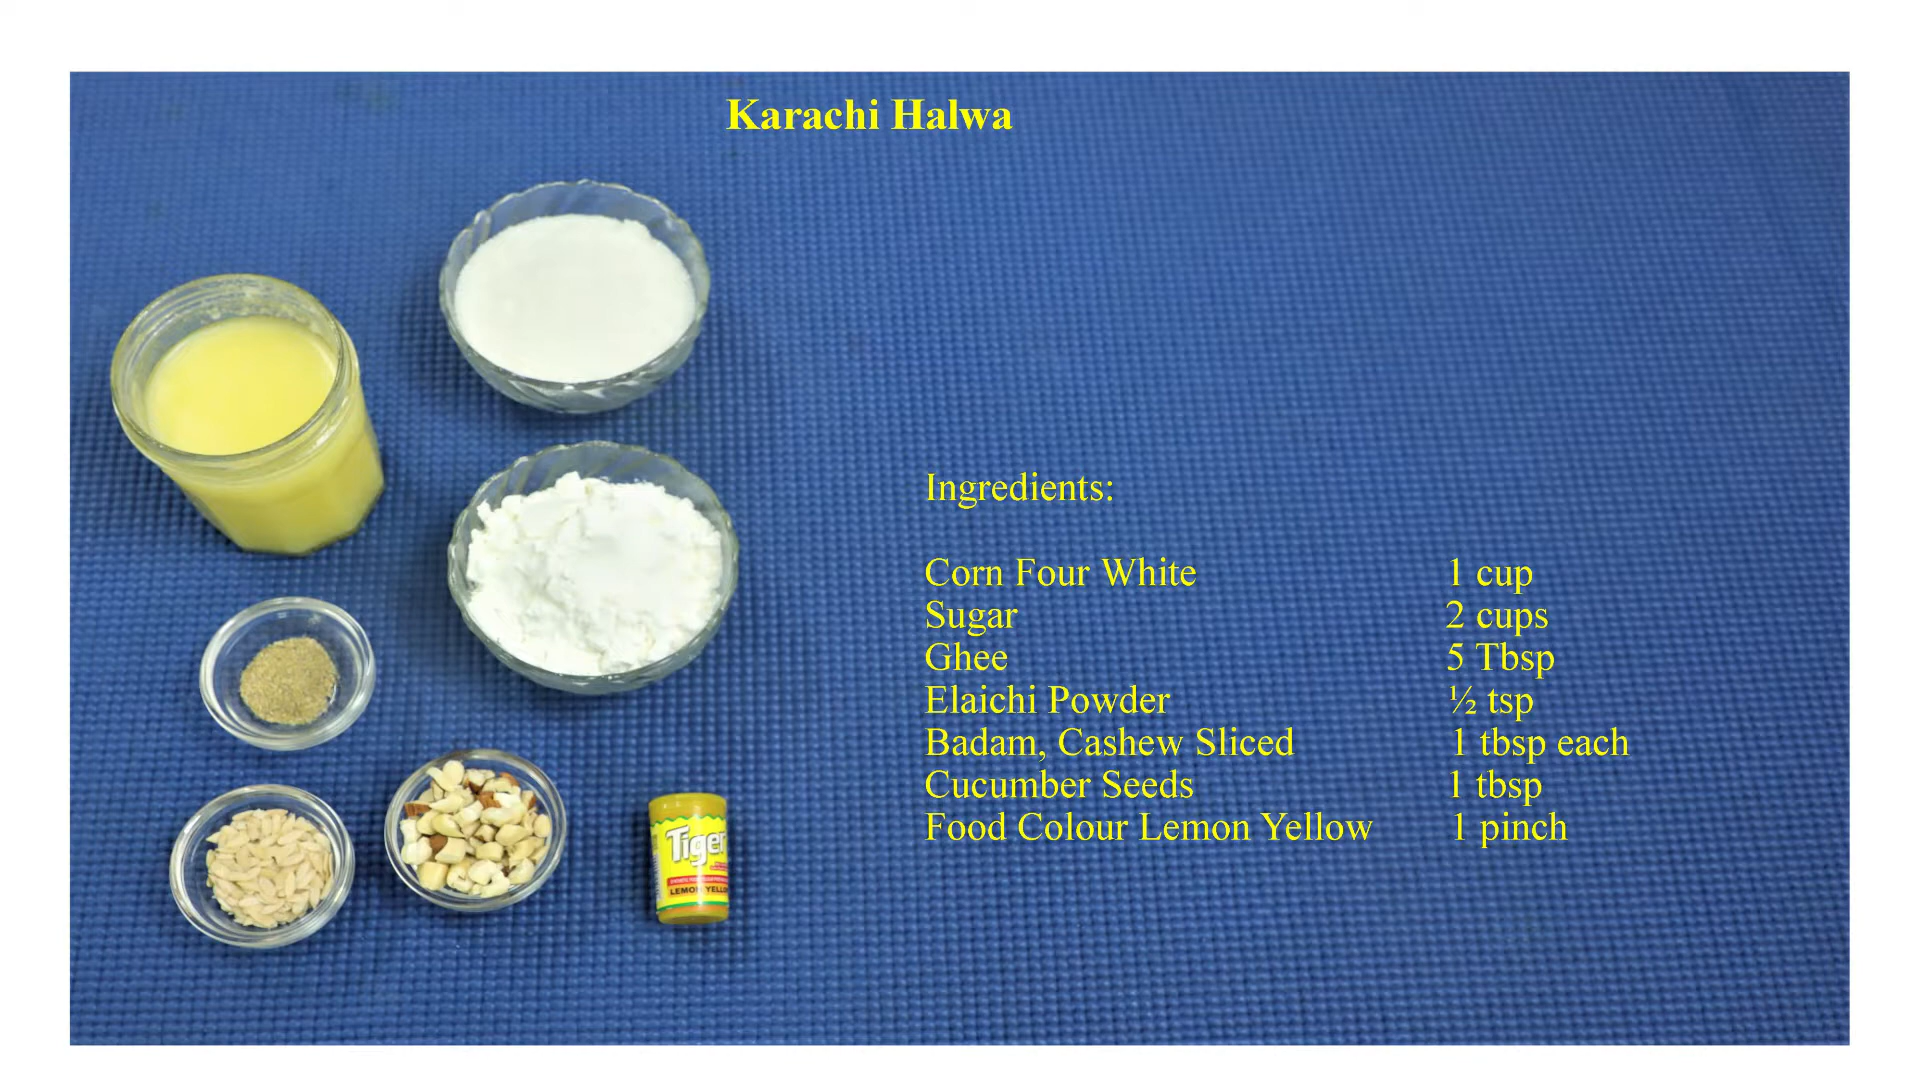 Karachi Halwa
Ingredients:
Corn Four White 1 cup
Sugar 2 cups
Ghee 5 Tbsp
Elaichi Powder ½ tsp
Badam, Cashew Sliced 1 tbsp each
Cucumber Seeds 1 tbsp
Food Colour Lemon Yellow 1 pinch
Tiger
LEMON YELLOW